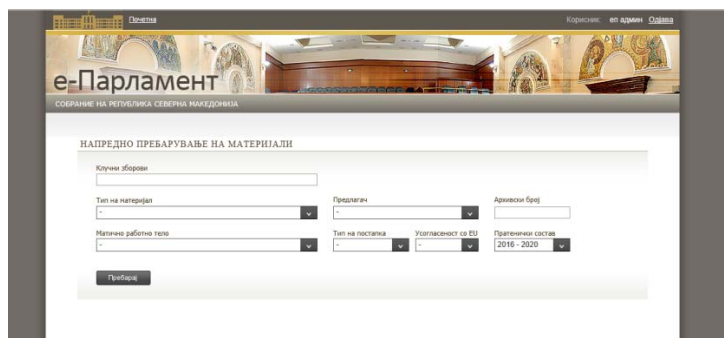 Почетна Корисник: еп админ Одјава
е-Парламент
СОБРАНИЕ НА РЕПУБЛИКА СЕВЕРНА МАКЕДОНИЈА
НАПРЕДНО ПРЕБАРУВАЊЕ НА МАТЕРИЈАЛИ
Клучни зборови
Тип на материјал Предлагач Архивски број
- -
Матично работно тело Тип на постапка Усогласеност со EU Пратенички состав
- - - 2016 - 2020
Пребарај